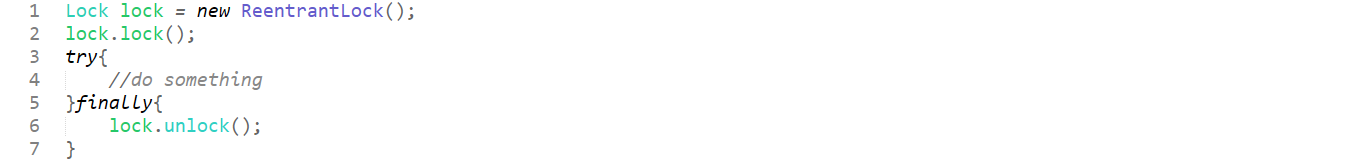 1 Lock lock = new ReentrantLock();
2 lock.lock();
3 try{
4     //do something
5 }finally{
6     lock.unlock();
7 }